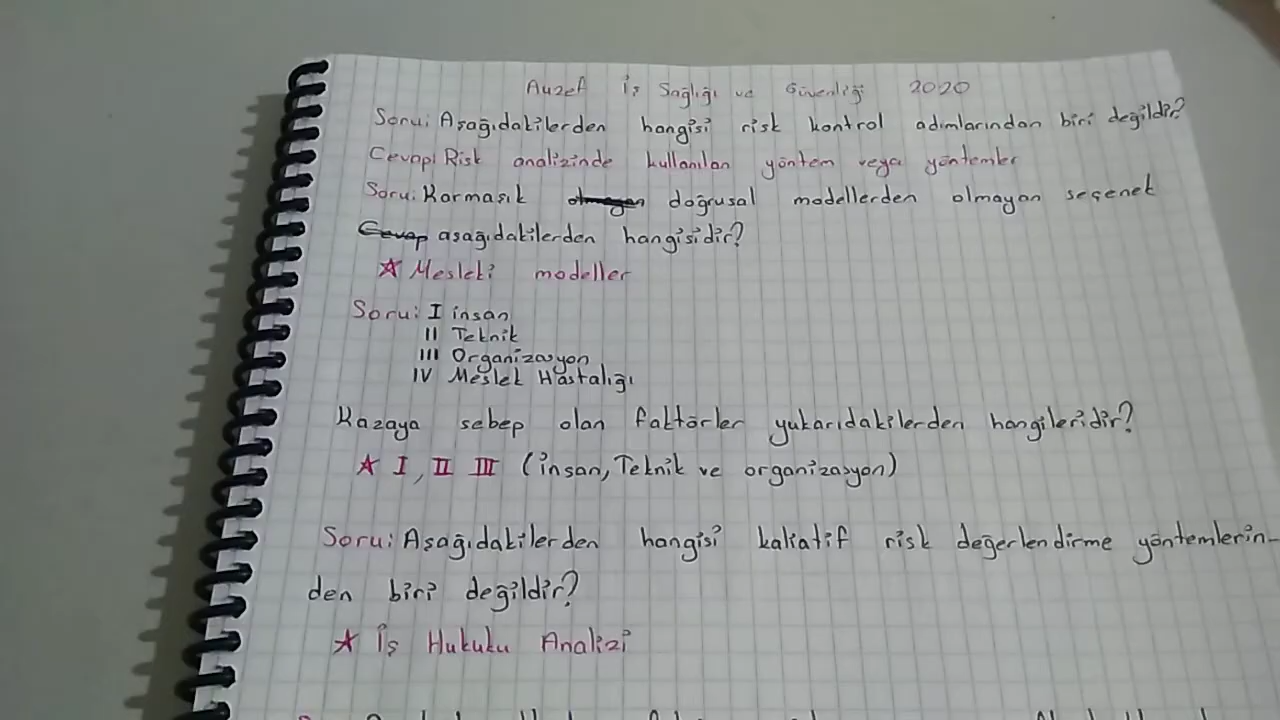 Auzef İş Sağlığı ve Güvenliği 2020
Soru: Aşağıdakilerden hangisi risk kontrol adımlarından biri değildir?
Cevap: Risk analizinde kullanılan yöntem veya yöntemler
Soru: Karmaşık doğrusal modellerden olmayan seçenek
Cevap aşağıdakilerden hangisidir?
★ Mesleki modeller
Soru: I insan
II Teknik
III Organizasyon
IV Meslek Hastalığı
Kazaya sebep olan faktörler yukarıdakilerden hangileridir?
★ I, II III (insan, Teknik ve organizasyon)
Soru: Aşağıdakilerden hangisi kaliatif risk değerlendirme yöntemlerin-
den biri değildir?
★ İş Hukuku Analizi